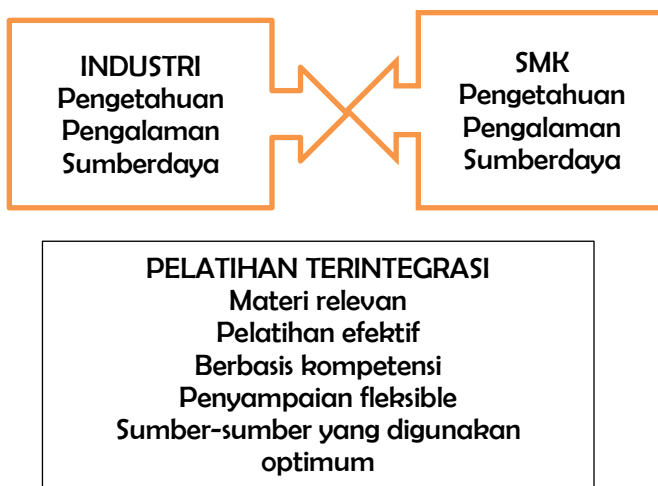 INDUSTRI
Pengetahuan
Pengalaman
Sumberdaya
SMK
Pengetahuan
Pengalaman
Sumberdaya
PELATIHAN TERINTEGRASI
Materi relevan
Pelatihan efektif
Berbasis kompetensi
Penyampaian fleksible
Sumber-sumber yang digunakan
optimum